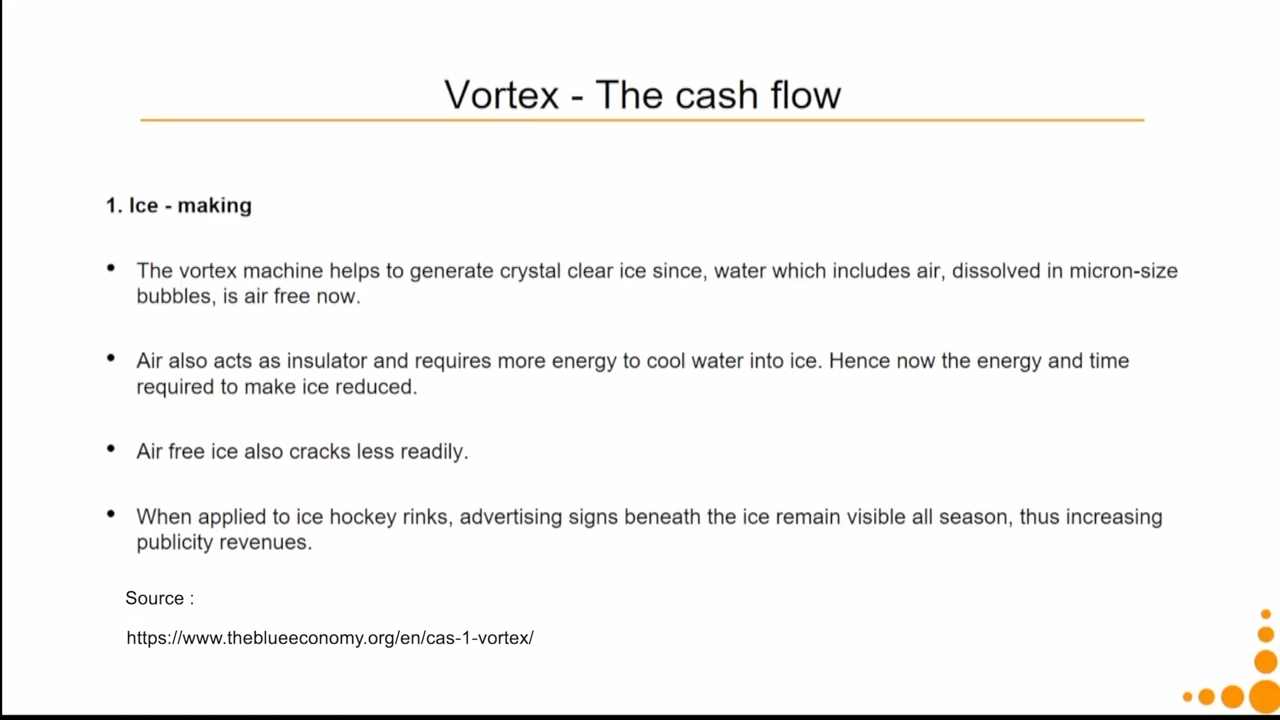 Vortex - The cash flow
1. Ice - making
• The vortex machine helps to generate crystal clear ice since, water which includes air, dissolved in micron-size
bubbles, is air free now.
• Air also acts as insulator and requires more energy to cool water into ice. Hence now the energy and time
required to make ice reduced.
• Air free ice also cracks less readily.
• When applied to ice hockey rinks, advertising signs beneath the ice remain visible all season, thus increasing
publicity revenues.
Source :
https://www.theblueeconomy.org/en/cas-1-vortex/